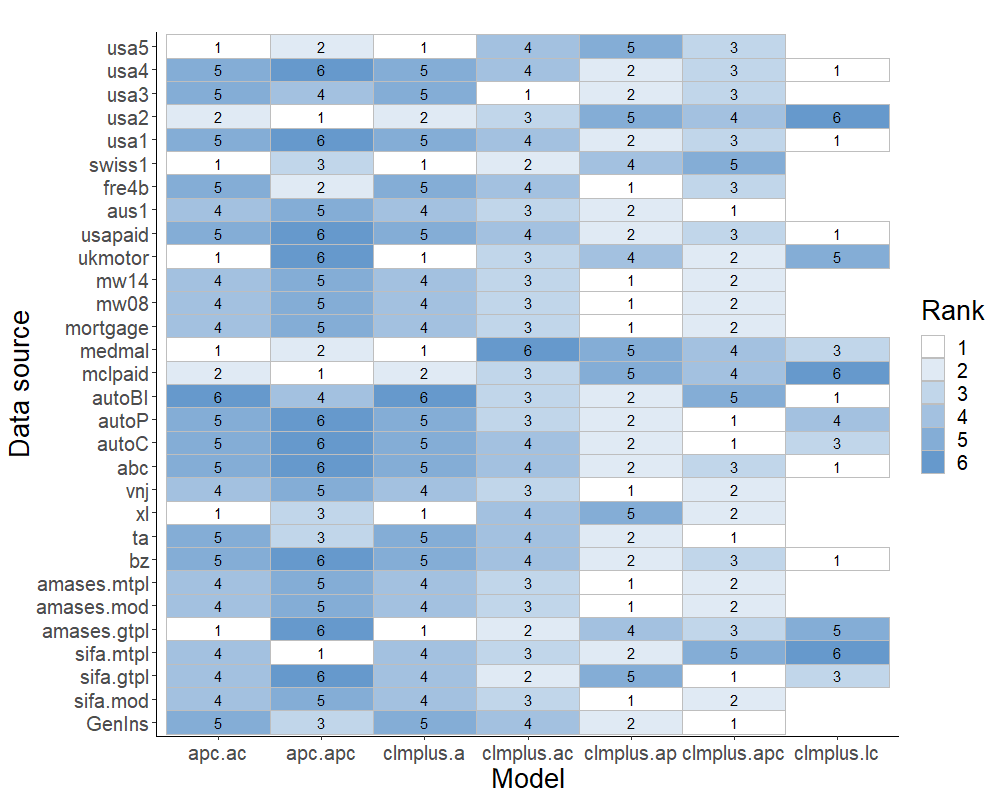 usa5 1 2 1 4 5 3
usa4 5 6 5 4 2 3 1
usa3 5 4 5 1 2 3
usa2 2 1 2 3 5 4 6
usa1 5 6 5 4 2 3 1
swiss1 1 3 1 2 4 5
fre4b 5 2 5 4 1 3
aus1 4 5 4 3 2 1
usapaid 5 6 5 4 2 3 1
ukmotor 1 6 1 3 4 2 5
mw14 4 5 4 3 1 2
mw08 4 5 4 3 1 2
mortgage 4 5 4 3 1 2
medmal 1 2 1 6 5 4 3
mclpaid 2 1 2 3 5 4 6
autoBI 6 4 6 3 2 5 1
autoP 5 6 5 3 2 1 4
autoC 5 6 5 4 2 1 3
abc 5 6 5 4 2 3 1
vnj 4 5 4 3 1 2
xl 1 3 1 4 5 2
ta 5 3 5 4 2 1
bz 5 6 5 4 2 3 1
amases.mtpl 4 5 4 3 1 2
amases.mod 4 5 4 3 1 2
amases.gtpl 1 6 1 2 4 3 5
sifa.mtpl 4 1 4 3 2 5 6
sifa.gtpl 4 6 4 2 5 1 3
sifa.mod 4 5 4 3 1 2
GenIns 5 3 5 4 2 1
apc.ac apc.apc clmplus.a clmplus.ac clmplus.ap clmplus.apc clmplus.lc
Model
Data source
Rank
1
2
3
4
5
6